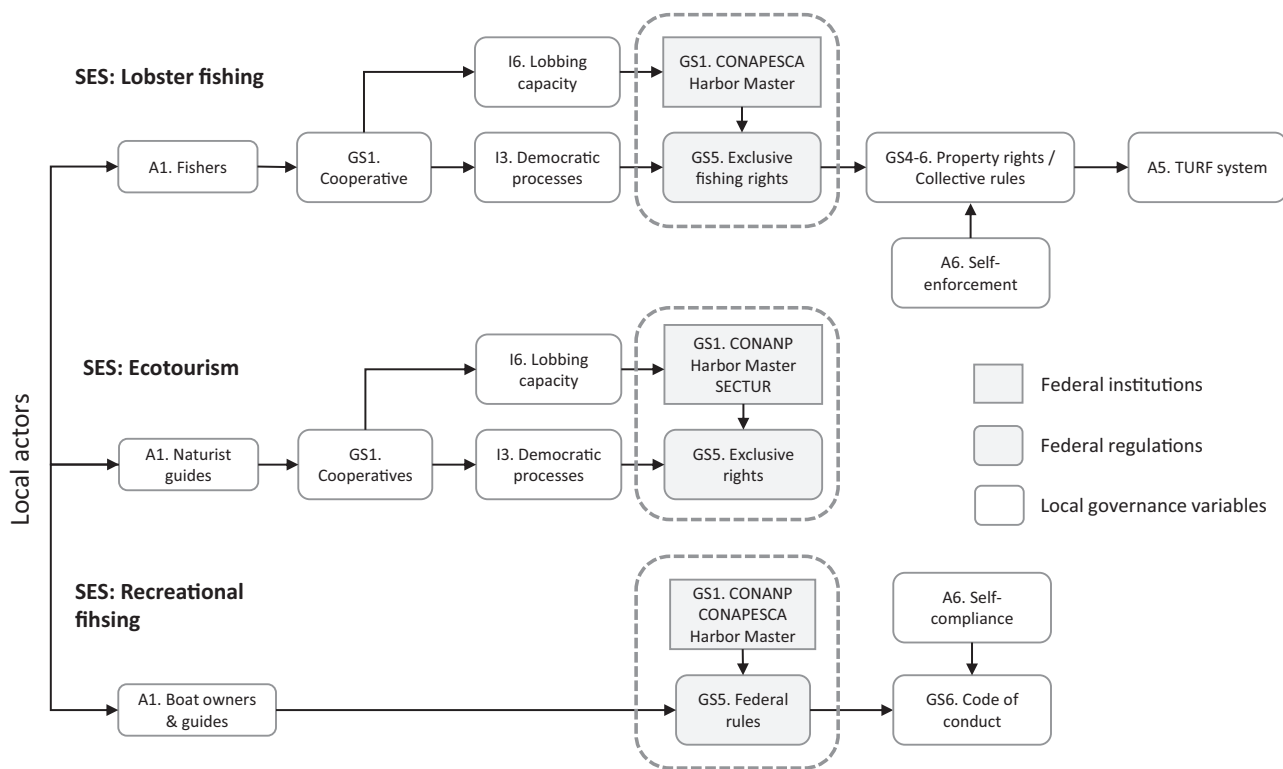 SES: Lobster fishing
I6. Lobbing
capacity
GS1. CONAPESCA
Harbor Master
A1. Fishers
GS1.
Cooperative
I3. Democratic
processes
GS5. Exclusive
fishing rights
GS4-6. Property rights /
Collective rules
A5. TURF system
A6. Self-
enforcement
Local actors
SES: Ecotourism
I6. Lobbing
capacity
GS1. CONANP
Harbor Master
SECTUR
A1. Naturist
guides
GS1.
Cooperatives
I3. Democratic
processes
GS5. Exclusive
rights
Federal institutions
Federal regulations
Local governance variables
SES: Recreational
fihsing
GS1. CONANP
CONAPESCA
Harbor Master
A6. Self-
compliance
A1. Boat owners
& guides
GS5. Federal
rules
GS6. Code of
conduct